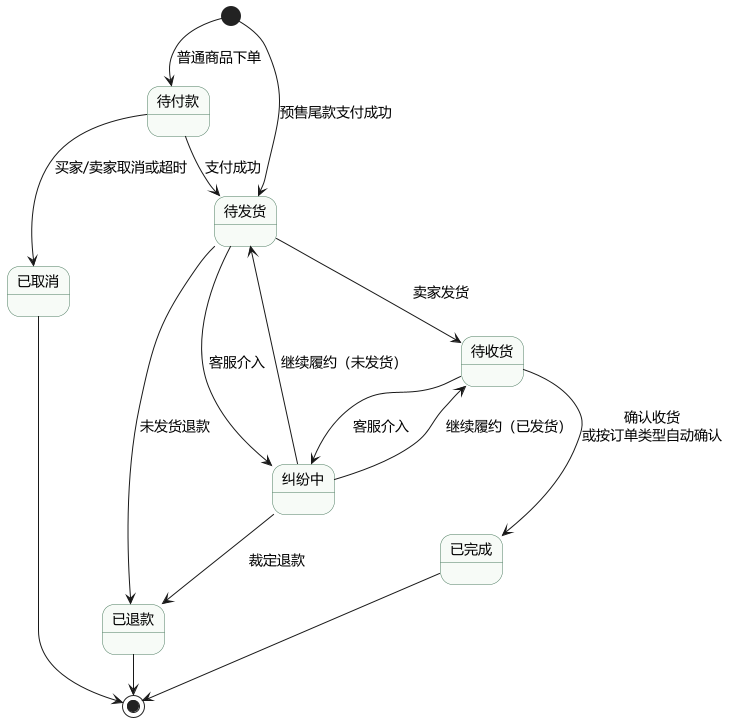 普通商品下单
待付款
预售尾款支付成功
买家/卖家取消或超时
支付成功
待发货
已取消
卖家发货
待收货
客服介入
继续履约（未发货）
未发货退款
客服介入
继续履约（已发货）
确认收货
或按订单类型自动确认
纠纷中
裁定退款
已完成
已退款